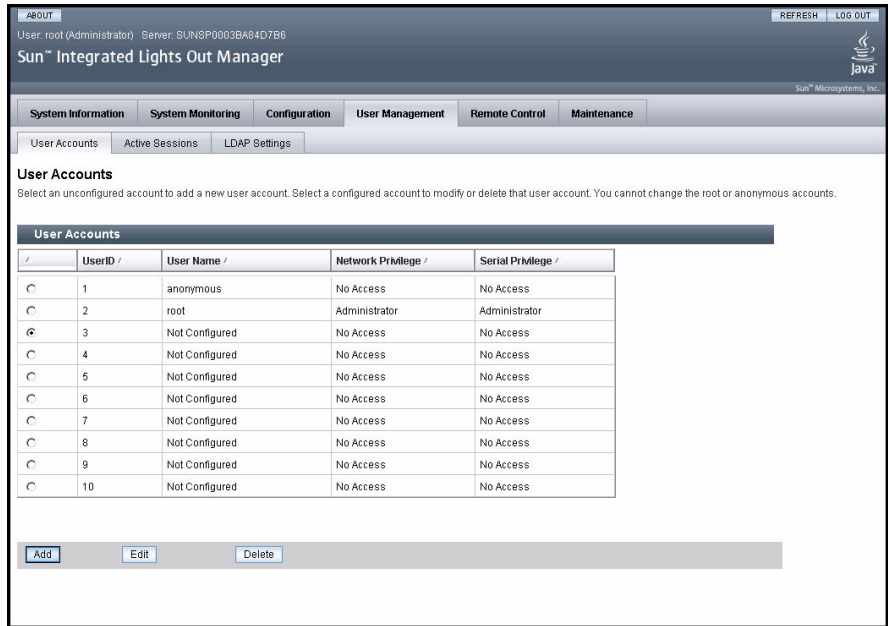 ABOUT REFRESH LOG OUT
User: root (Administrator) Server: SUNSP0003BA84D7B6
Sun™ Integrated Lights Out Manager
Java™
Sun™ Microsystems, Inc.
System Information System Monitoring Configuration User Management Remote Control Maintenance
User Accounts Active Sessions LDAP Settings
User Accounts
Select an unconfigured account to add a new user account. Select a configured account to modify or delete that user account. You cannot change the root or anonymous accounts.
User Accounts
UserID User Name Network Privilege Serial Privilege
1 anonymous No Access No Access
2 root Administrator Administrator
3 Not Configured No Access No Access
4 Not Configured No Access No Access
5 Not Configured No Access No Access
6 Not Configured No Access No Access
7 Not Configured No Access No Access
8 Not Configured No Access No Access
9 Not Configured No Access No Access
10 Not Configured No Access No Access
Add Edit Delete